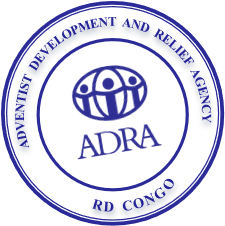 ADVENTIST DEVELOPMENT AND RELIEF AGENCY
ADRA
RD CONGO